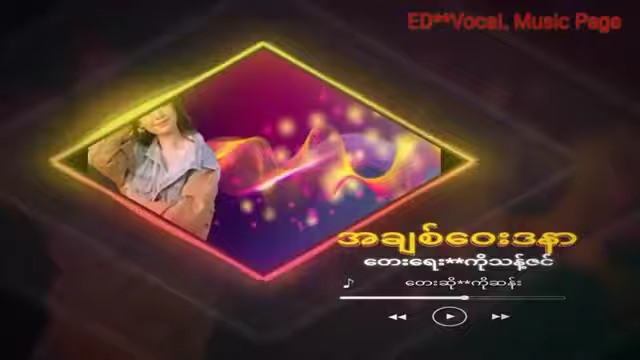 ED**Vocal, Music Page
အချစ်ဝေးဒနာ
တေးရေး**ကိုသန့်ဇင်
တေးဆို**ကိုဆန်း